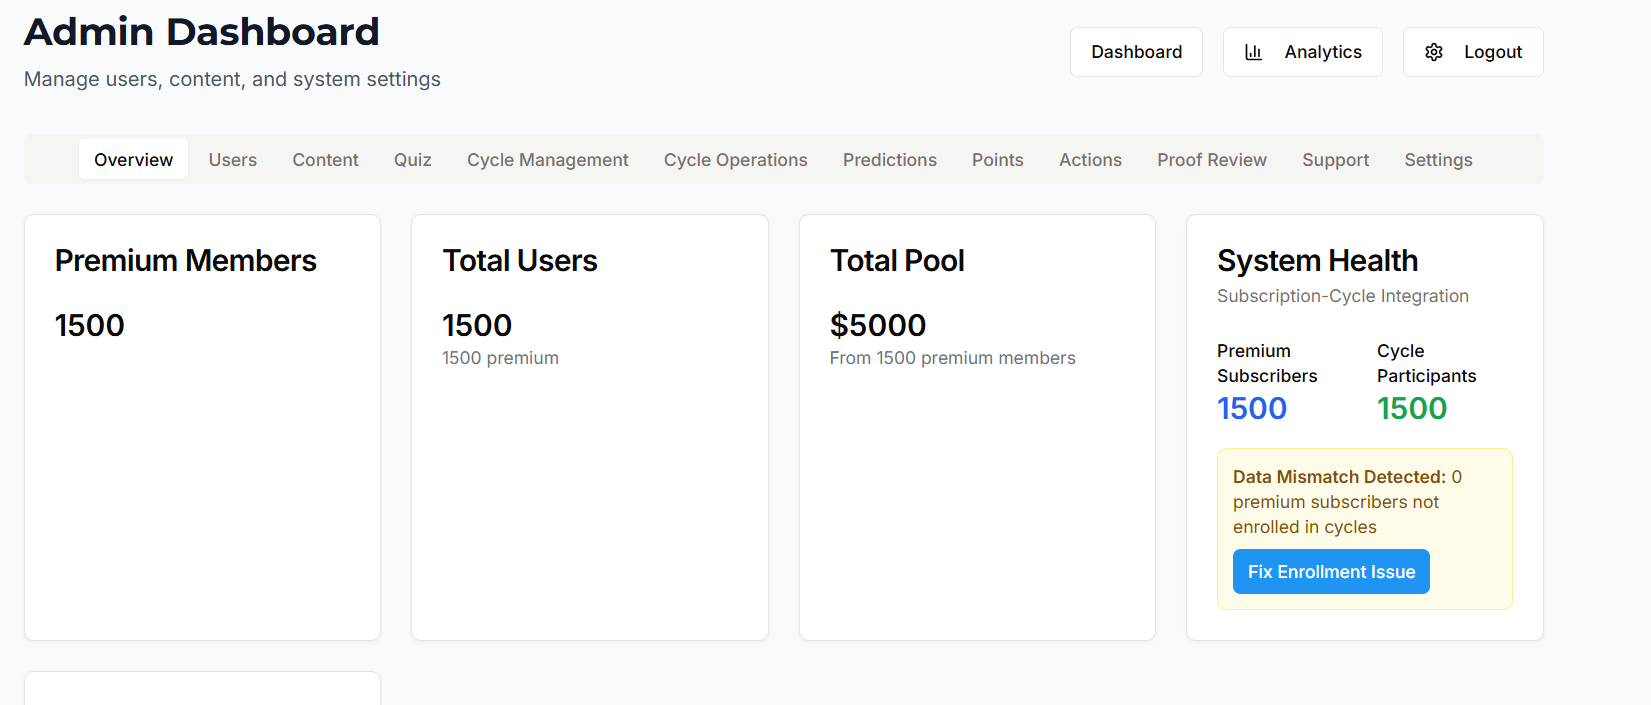 Admin Dashboard
Manage users, content, and system settings
Dashboard
Analytics
Logout
Overview
Users
Content
Quiz
Cycle Management
Cycle Operations
Predictions
Points
Actions
Proof Review
Support
Settings
Premium Members
1500
Total Users
1500
1500 premium
Total Pool
$5000
From 1500 premium members
System Health
Subscription-Cycle Integration
Premium
Subscribers
1500
Cycle
Participants
1500
Data Mismatch Detected: 0
premium subscribers not
enrolled in cycles
Fix Enrollment Issue